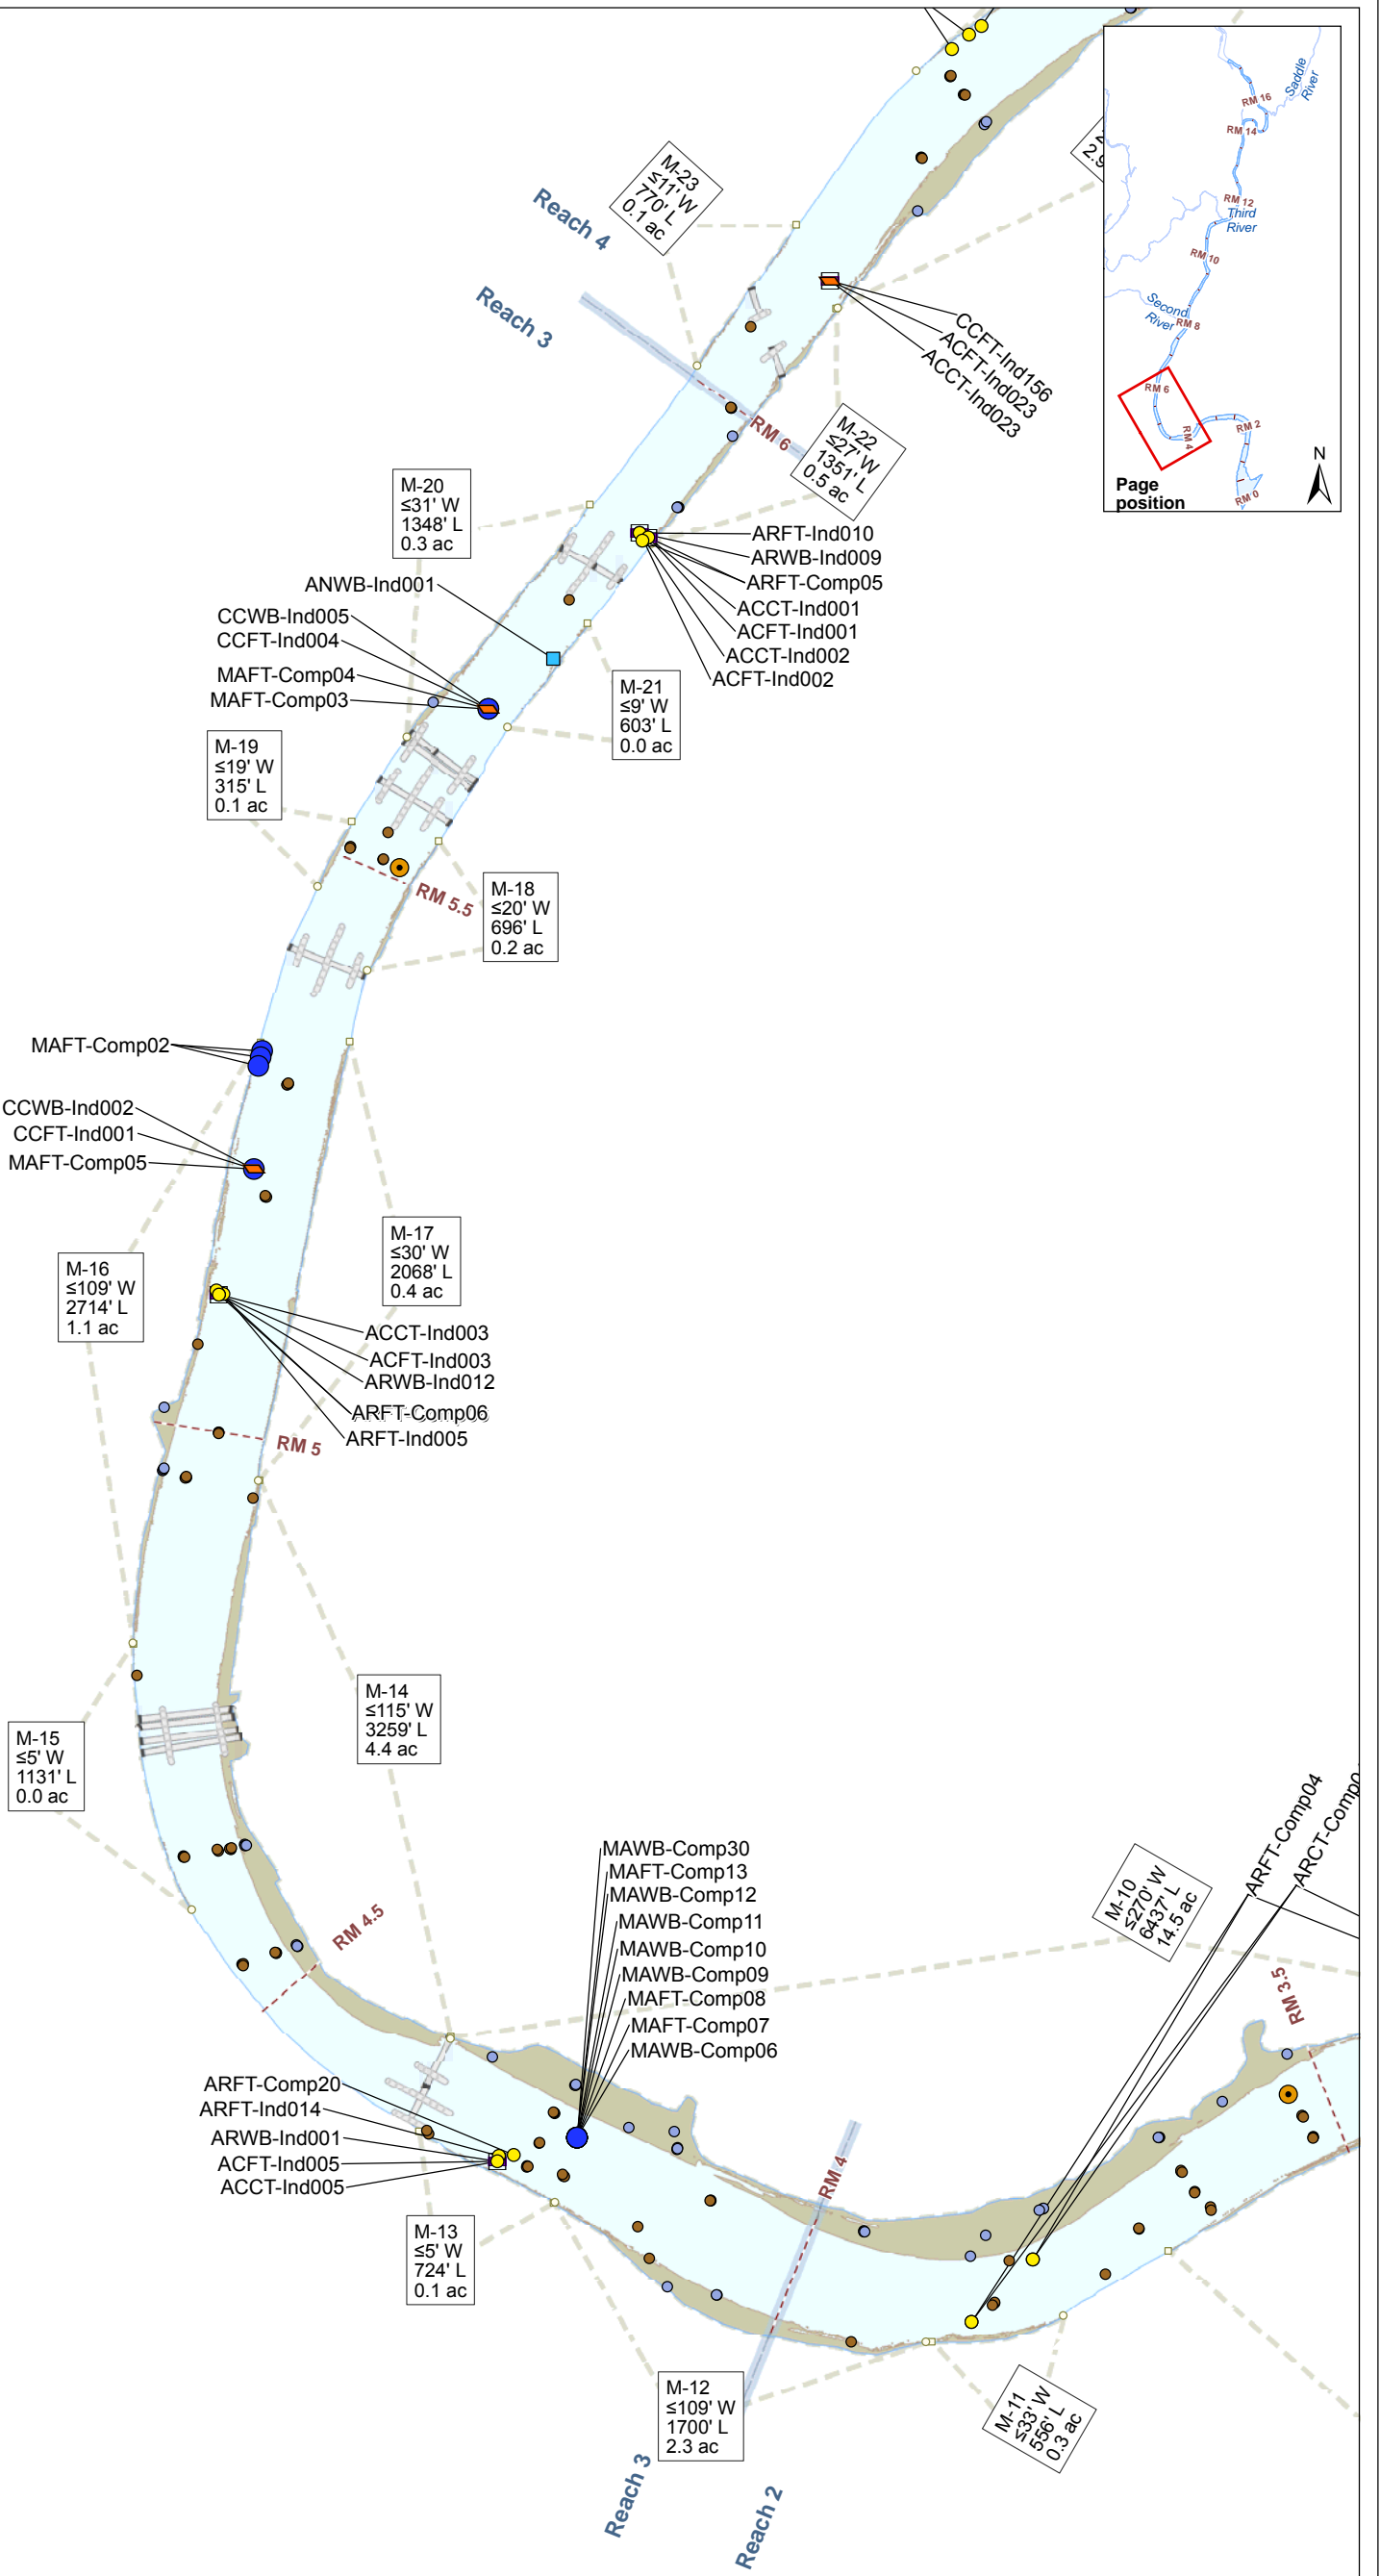 Saddle
River
RM 16
RM 14
RM 12
Third
River
RM 10
Second
River
RM 8
RM 6
RM 4
RM 2
RM 0
N
Page
position
M-23
≤11' W
770' L
0.1 ac
Reach 4
Reach 3
CCFT-Ind156
ACFT-Ind023
ACCT-Ind023
RM 6
M-22
≤27' W
1351' L
0.5 ac
M-20
≤31' W
1348' L
0.3 ac
ARFT-Ind010
ARWB-Ind009
ARFT-Comp05
ACCT-Ind001
ACFT-Ind001
ACCT-Ind002
ACFT-Ind002
ANWB-Ind001
CCWB-Ind005
CCFT-Ind004
MAFT-Comp04
MAFT-Comp03
M-21
≤9' W
603' L
0.0 ac
M-19
≤19' W
315' L
0.1 ac
RM 5.5
M-18
≤20' W
696' L
0.2 ac
MAFT-Comp02
CCWB-Ind002
CCFT-Ind001
MAFT-Comp05
M-17
≤30' W
2068' L
0.4 ac
M-16
≤109' W
2714' L
1.1 ac
ACCT-Ind003
ACFT-Ind003
ARWB-Ind012
ARFT-Comp06
ARFT-Ind005
RM 5
M-14
≤115' W
3259' L
4.4 ac
M-15
≤5' W
1131' L
0.0 ac
RM 4.5
MAWB-Comp30
MAFT-Comp13
MAWB-Comp12
MAWB-Comp11
MAWB-Comp10
MAWB-Comp09
MAFT-Comp08
MAFT-Comp07
MAWB-Comp06
ARFT-Comp04
M-10
≤270' W
6437' L
14.5 ac
RM 3.5
ARFT-Comp20
ARFT-Ind014
ARWB-Ind001
ACFT-Ind005
ACCT-Ind005
RM 4
M-13
≤5' W
724' L
0.1 ac
M-12
≤109' W
1700' L
2.3 ac
M-11
≤33' W
556' L
0.3 ac
Reach 3
Reach 2